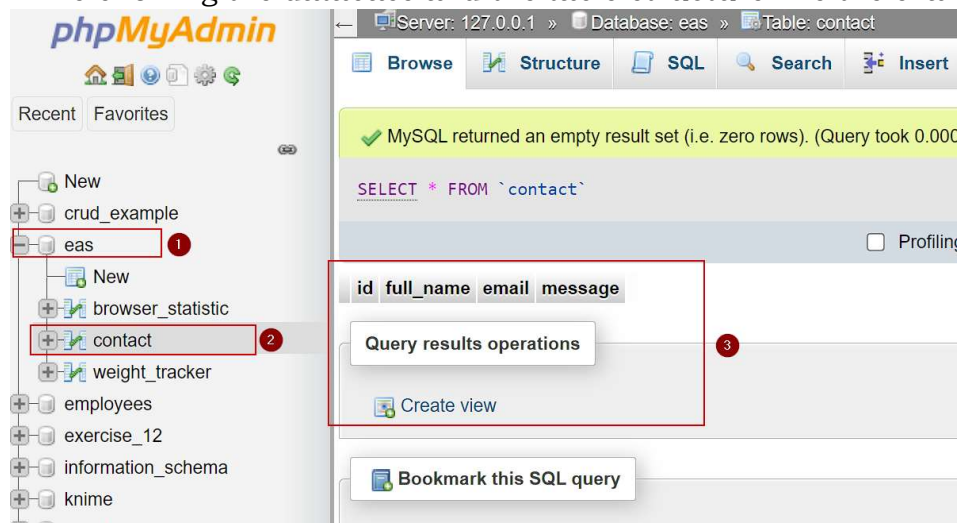 phpMyAdmin
Recent Favorites
New
crud_example
eas 1
New
browser_statistic
contact 2
weight_tracker
employees
exercise_12
information_schema
knime
Server: 127.0.0.1 » Database: eas » Table: contact
Browse Structure SQL Search Insert
MySQL returned an empty result set (i.e. zero rows). (Query took 0.000
SELECT * FROM `contact`
Profiling
id full_name email message
Query results operations
3
Create view
Bookmark this SQL query